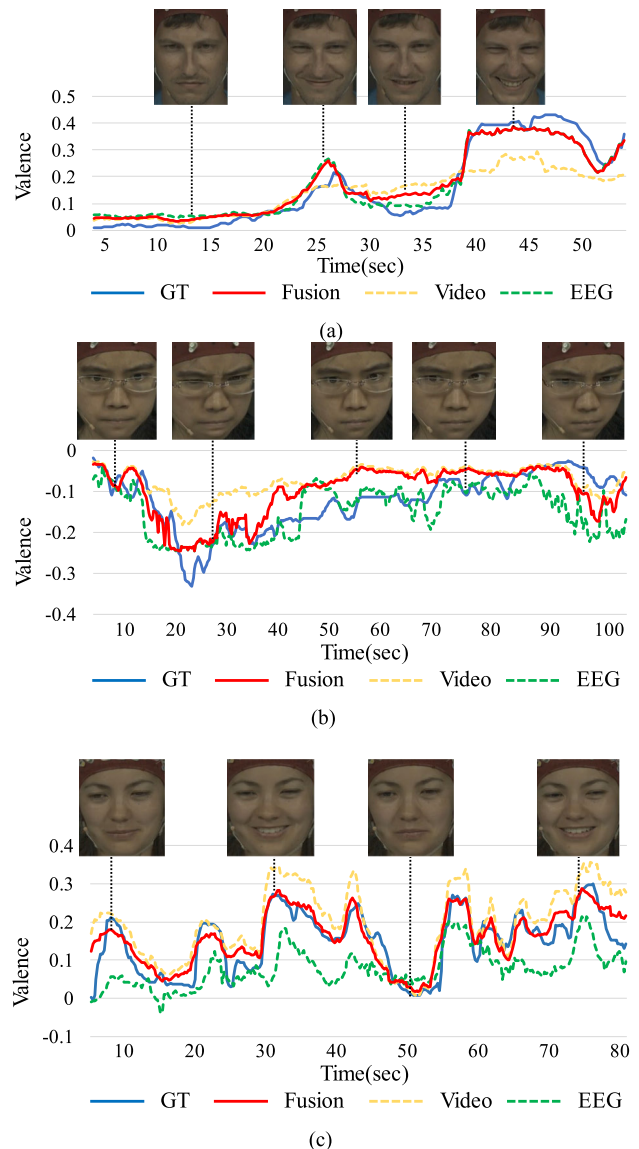 0.5
0.4
0.3
0.2
0.1
0
Valence
5 10 15 20 25 30 35 40 45 50
Time(sec)
GT Fusion Video EEG
(a)
0
-0.1
-0.2
-0.3
-0.4
Valence
10 20 30 40 50 60 70 80 90 100
Time(sec)
GT Fusion Video EEG
(b)
0.4
0.3
0.2
0.1
0
-0.1
Valence
10 20 30 40 50 60 70 80
Time(sec)
GT Fusion Video EEG
(c)